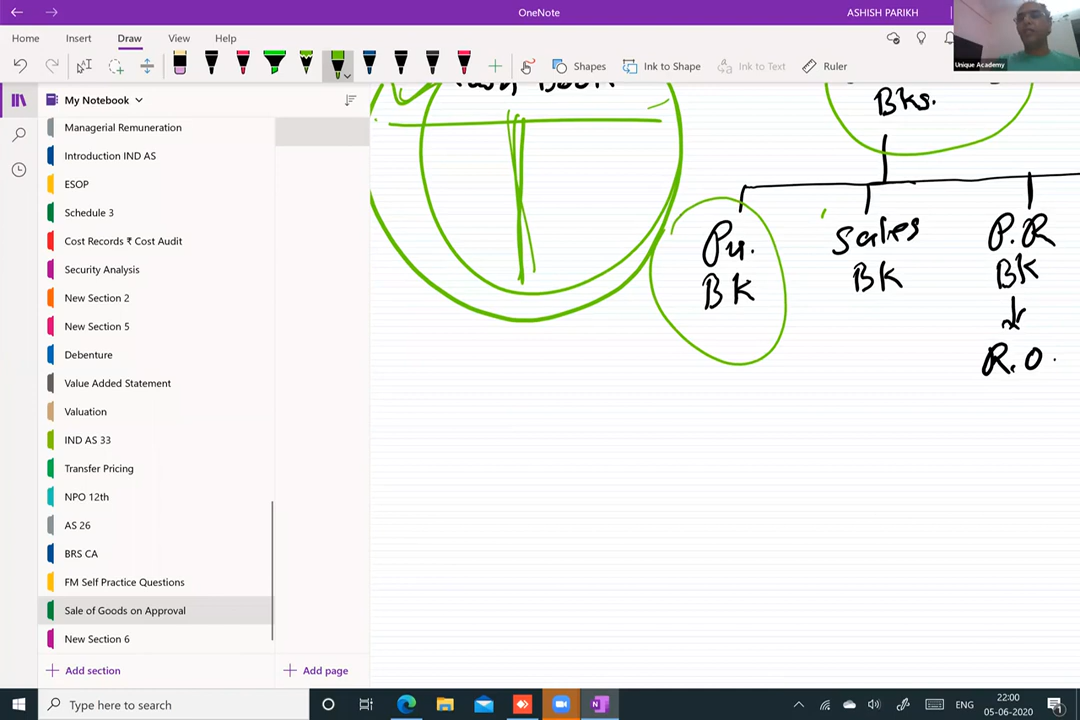 OneNote
ASHISH PARIKH
Unique Academy
Home
Insert
Draw
View
Help
Shapes
Ink to Shape
Ink to Text
Ruler
My Notebook
Managerial Remuneration
Introduction IND AS
ESOP
Schedule 3
Cost Records ₹ Cost Audit
Security Analysis
New Section 2
New Section 5
Debenture
Value Added Statement
Valuation
IND AS 33
Transfer Pricing
NPO 12th
AS 26
BRS CA
FM Self Practice Questions
Sale of Goods on Approval
New Section 6
Add section
Add page
Book
Bks.
Pu.
BK
Sales
BK
P.R
BK
R.O.
Type here to search
ENG
22:00
05-06-2020